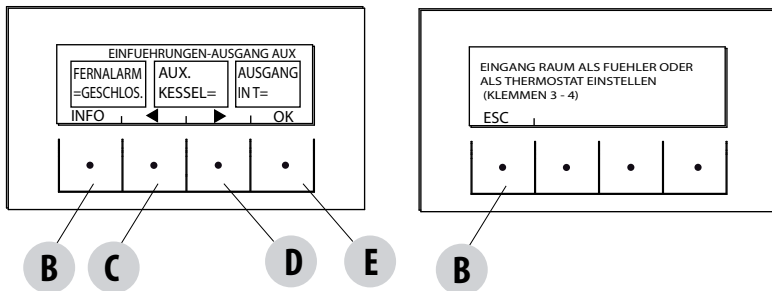 EINFUEHRUNGEN-AUSGANG AUX
FERNALARM
=GESCHLOS.
AUX.
KESSEL=
AUSGANG
IN T=
INFO
OK
B
C
D
E
EINGANG RAUM ALS FUEHLER ODER
ALS THERMOSTAT EINSTELLEN
(KLEMMEN 3 - 4)
ESC
B